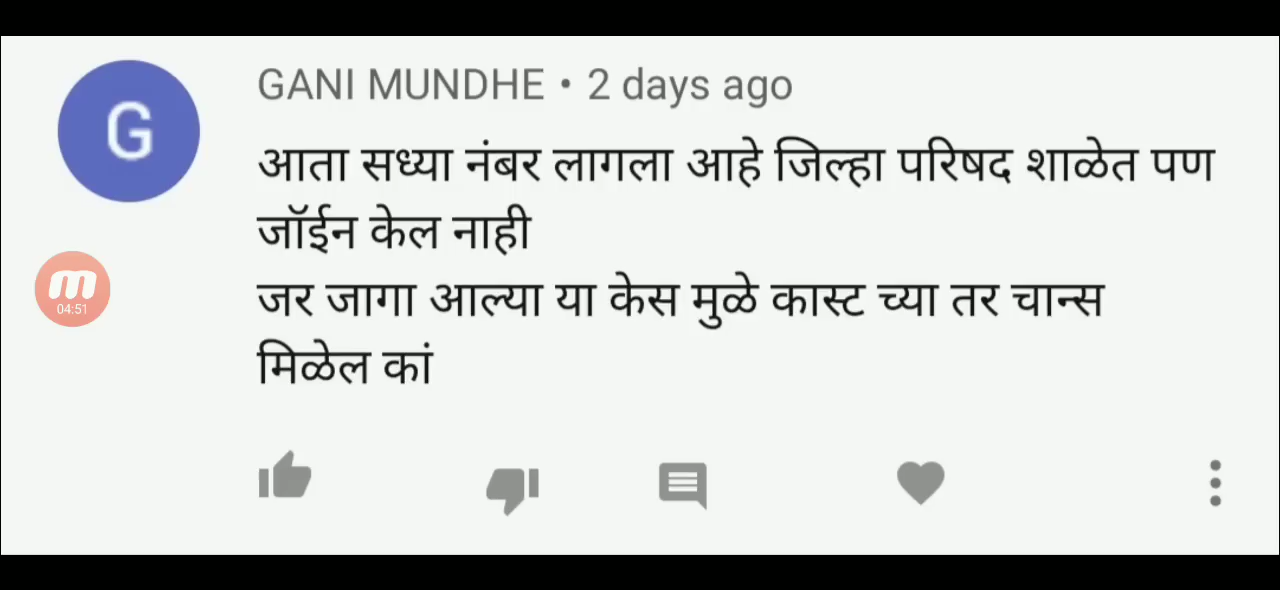 G
GANI MUNDHE • 2 days ago
आता सध्या नंबर लागला आहे जिल्हा परिषद शाळेत पण
जॉईन केल नाही
जर जागा आल्या या केस मुळे कास्ट च्या तर चान्स
मिळेल कां
m
04:51